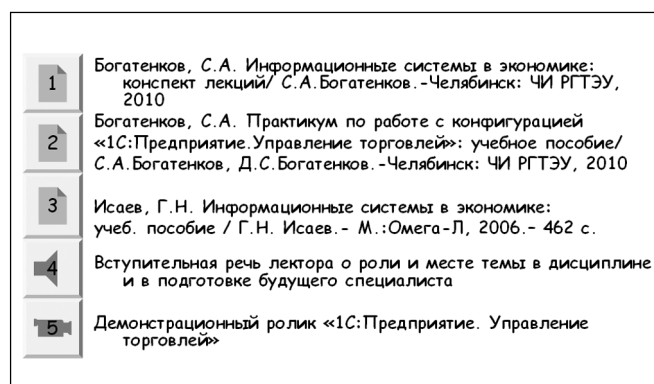 1
Богатенков, С.А. Информационные системы в экономике:
конспект лекций/ С.А.Богатенков.-Челябинск: ЧИ РГТЭУ,
2010
2
Богатенков, С.А. Практикум по работе с конфигурацией
«1С:Предприятие.Управление торговлей»: учебное пособие/
С.А.Богатенков, Д.С.Богатенков.-Челябинск: ЧИ РГТЭУ, 2010
3
Исаев, Г.Н. Информационные системы в экономике:
учеб. пособие / Г.Н. Исаев.- М.:Омега-Л, 2006.- 462 с.
4
Вступительная речь лектора о роли и месте темы в дисциплине
и в подготовке будущего специалиста
5
Демонстрационный ролик «1С:Предприятие. Управление
торговлей»